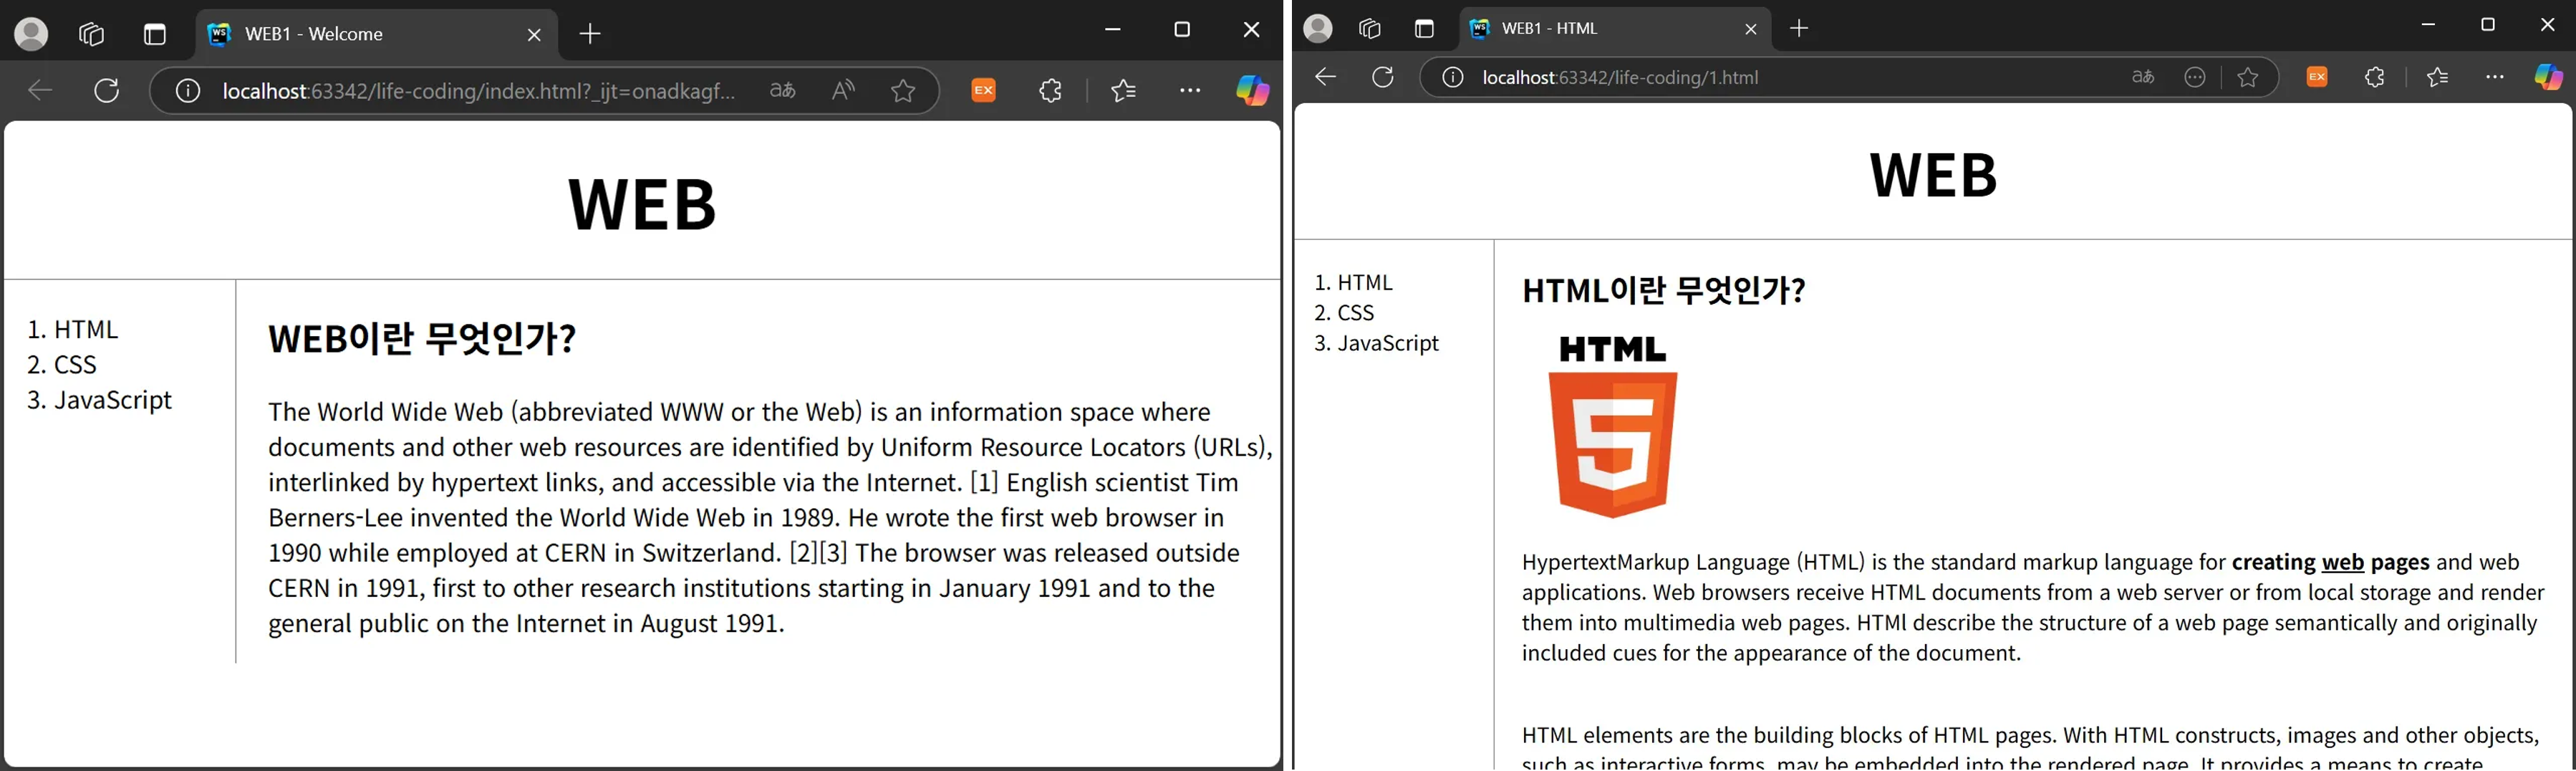 WEB1 - Welcome
localhost:63342/life-coding/index.html?_ijt=onadkagf...
WEB
1. HTML
2. CSS
3. JavaScript
WEB이란 무엇인가?
The World Wide Web (abbreviated WWW or the Web) is an information space where
documents and other web resources are identified by Uniform Resource Locators (URLs),
interlinked by hypertext links, and accessible via the Internet. [1] English scientist Tim
Berners-Lee invented the World Wide Web in 1989. He wrote the first web browser in
1990 while employed at CERN in Switzerland. [2][3] The browser was released outside
CERN in 1991, first to other research institutions starting in January 1991 and to the
general public on the Internet in August 1991.
WEB1 - HTML
localhost:63342/life-coding/1.html
WEB
1. HTML
2. CSS
3. JavaScript
HTML이란 무엇인가?
HTML
5
HypertextMarkup Language (HTML) is the standard markup language for creating web pages and web
applications. Web browsers receive HTML documents from a web server or from local storage and render
them into multimedia web pages. HTMl describe the structure of a web page semantically and originally
included cues for the appearance of the document.
HTML elements are the building blocks of HTML pages. With HTML constructs, images and other objects,
such as interactive forms, may be embedded into the rendered page. It provides a means to create